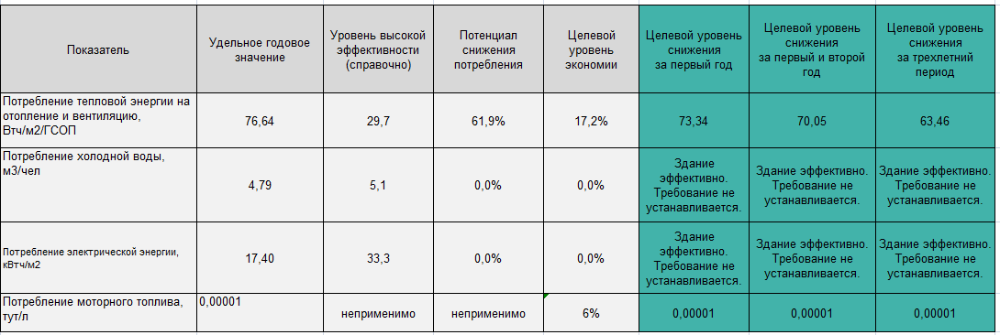 Показатель
Удельное годовое
значение
Уровень высокой
эффективности
(справочно)
Потенциал
снижения
потребления
Целевой
уровень
экономии
Целевой уровень
снижения
за первый год
Целевой уровень
снижения
за первый и второй
год
Целевой уровень
снижения
за трехлетний
период
Потребление тепловой энергии на
отопление и вентиляцию,
Втч/м2/ГСОП
76,64
29,7
61,9%
17,2%
73,34
70,05
63,46
Потребление холодной воды,
м3/чел
4,79
5,1
0,0%
0,0%
Здание
эффективно.
Требование не
устанавливается.
Здание эффективно.
Требование не
устанавливается.
Здание эффективно.
Требование не
устанавливается.
Потребление электрической энергии,
кВтч/м2
17,40
33,3
0,0%
0,0%
Здание
эффективно.
Требование не
устанавливается.
Здание эффективно.
Требование не
устанавливается.
Здание эффективно.
Требование не
устанавливается.
Потребление моторного топлива,
тут/л
0,00001
неприменимо
неприменимо
6%
0,00001
0,00001
0,00001